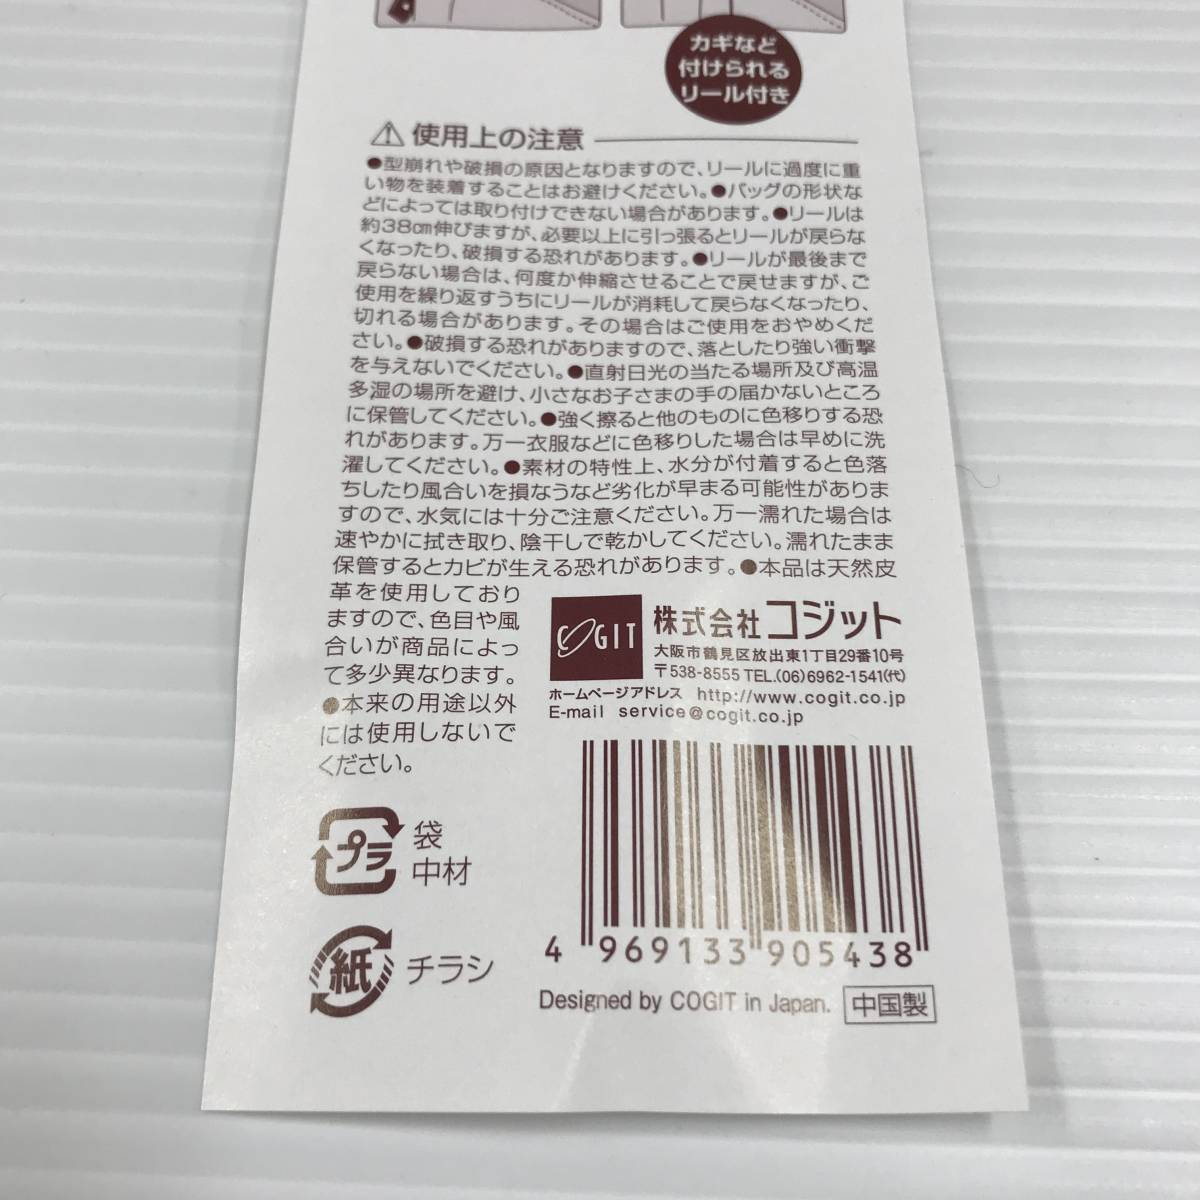 カギなど
付けられる
リール付き
⚠使用上の注意
●型崩れや破損の原因となりますので、リールに過度に重
い物を装着することはお避けください。●バッグの形状な
どによっては取り付けできない場合があります。●リールは
約38cm伸びますが、必要以上に引っ張るとリールが戻らな
くなったり、破損する恐れがあります。●リールが最後まで
戻らない場合は、何度か伸縮させることで戻せますが、ご
使用を繰り返すうちにリールが消耗して戻らなくなったり、
切れる場合があります。その場合はご使用をおやめくだ
さい。●破損する恐れがありますので、落としたり強い衝撃
を与えないでください。●直射日光の当たる場所及び高温
多湿の場所を避け、小さなお子さまの手の届かないところ
に保管してください。●強く擦ると他のものに色移りする恐
れがあります。万一衣服などに色移りした場合は早めに洗
濯してください。●素材の特性上、水分が付着すると色落
ちしたり風合いを損なうなど劣化が早まる可能性がありま
すので、水気には十分ご注意ください。万一濡れた場合は
速やかに拭き取り、陰干しで乾かしてください。濡れたまま
保管するとカビが生える恐れがあります。●本品は天然皮
革を使用しており
ますので、色目や風
合いが商品によっ
て多少異なります。
●本来の用途以外
には使用しないで
ください。
COGIT
株式会社コジット
大阪市鶴見区放出東1丁目29番10号
〒538-8555 TEL.(06)6962-1541(代)
ホームページアドレス http://www.cogit.co.jp
E-mail service@cogit.co.jp
プラ
袋
中材
紙
チラシ
4 969133 905438
Designed by COGIT in Japan. 中国製